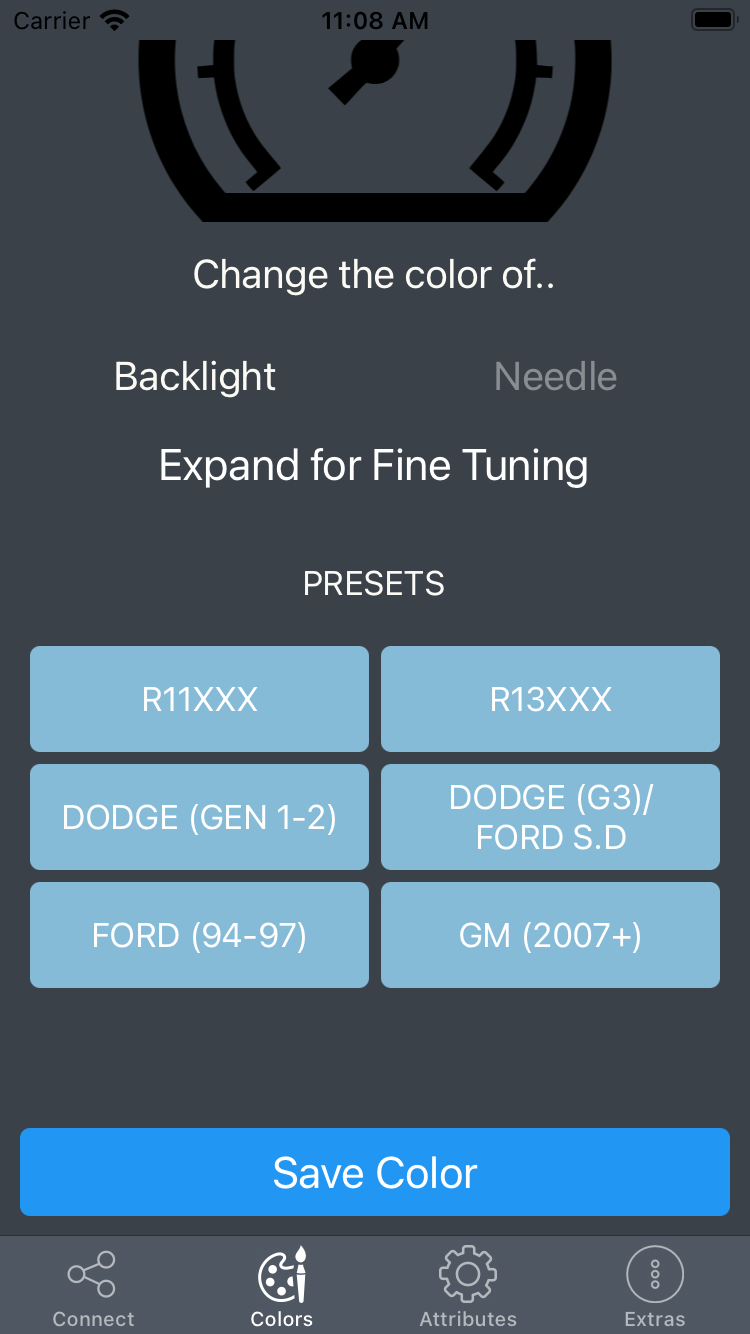 Carrier 11:08 AM
Change the color of..
Backlight Needle
Expand for Fine Tuning
PRESETS
R11XXX R13XXX
DODGE (GEN 1-2) DODGE (G3)/
FORD S.D
FORD (94-97) GM (2007+)
Save Color
Connect Colors Attributes Extras